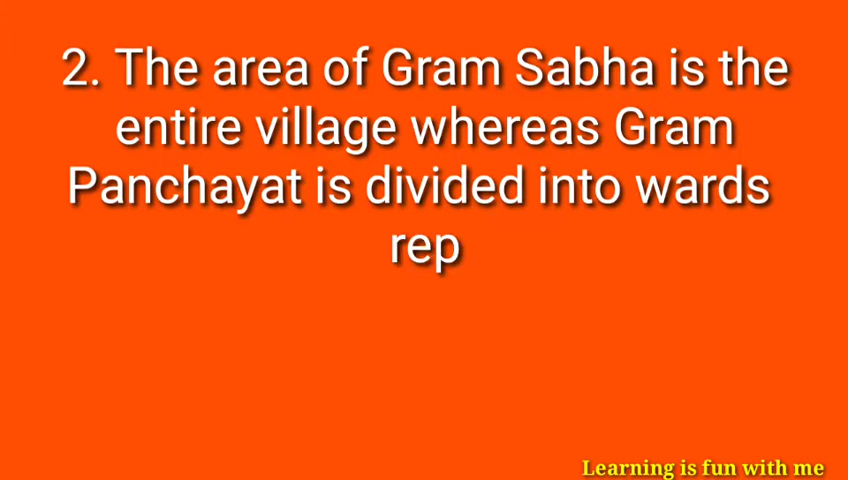 2. The area of Gram Sabha is the
entire village whereas Gram
Panchayat is divided into wards
rep
Learning is fun with me